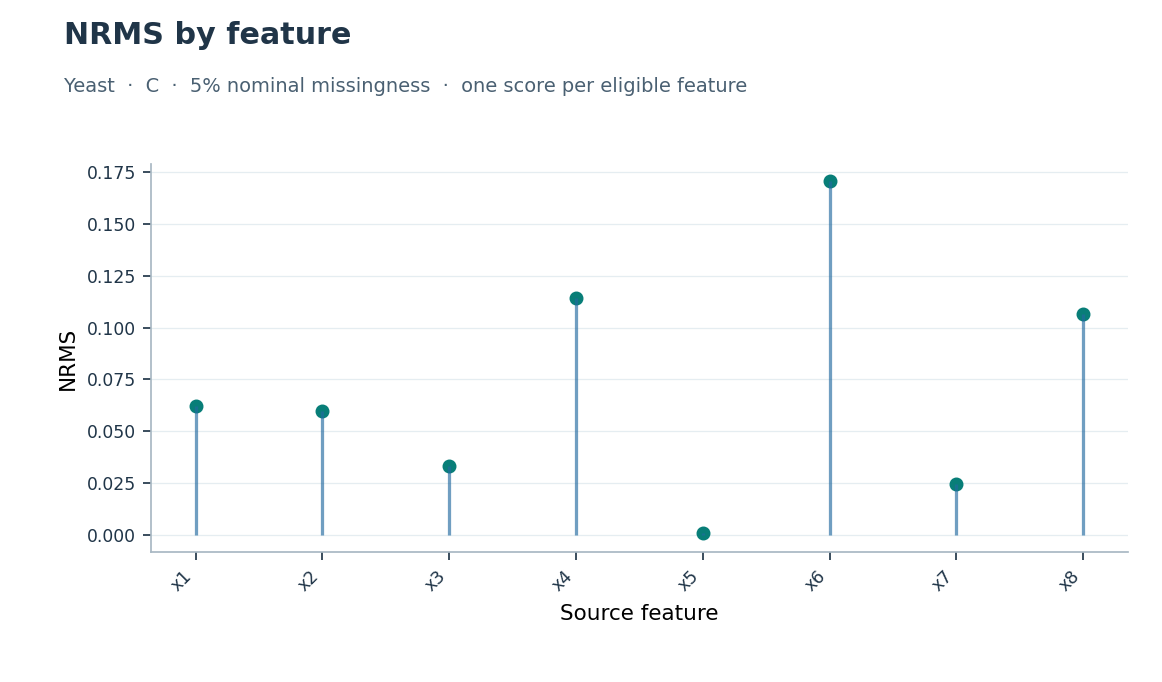 NRMS by feature
Yeast · C · 5% nominal missingness · one score per eligible feature
0.175
0.150
0.125
0.100
0.075
0.050
0.025
0.000
NRMS
x1 x2 x3 x4 x5 x6 x7 x8
Source feature